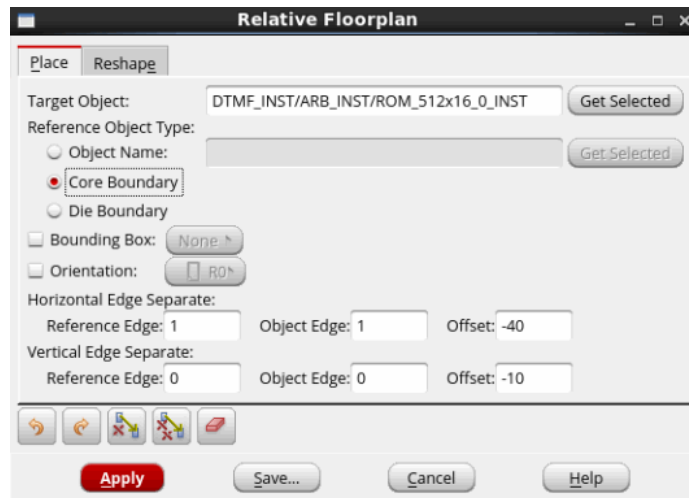 Relative Floorplan
Place Reshape
Target Object: DTMF_INST/ARB_INST/ROM_512x16_0_INST Get Selected
Reference Object Type:
Object Name: Get Selected
Core Boundary
Die Boundary
Bounding Box: None
Orientation: R0
Horizontal Edge Separate:
Reference Edge: 1 Object Edge: 1 Offset: -40
Vertical Edge Separate:
Reference Edge: 0 Object Edge: 0 Offset: -10
Apply Save... Cancel Help